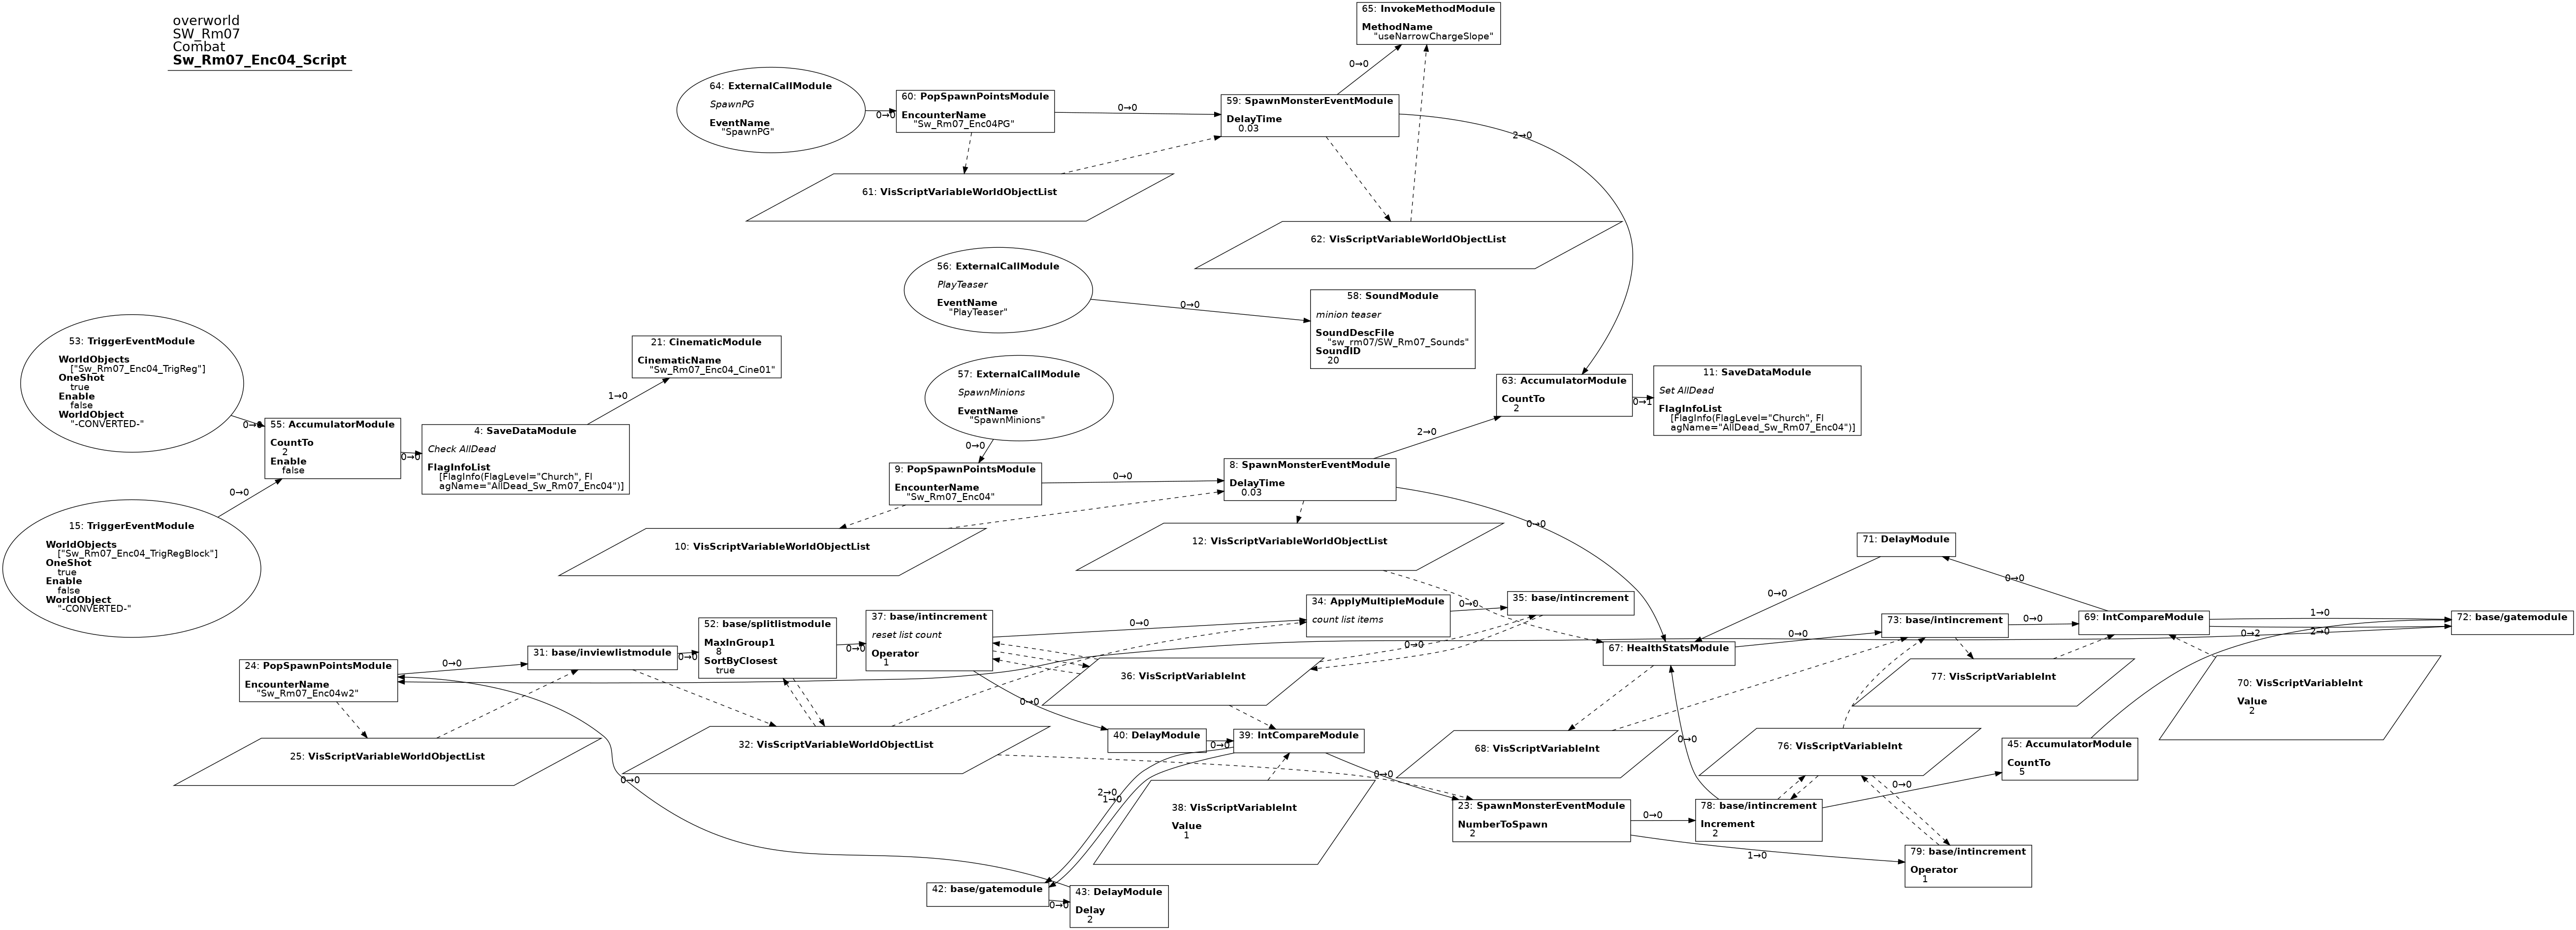 overworld
SW_Rm07
Combat
Sw_Rm07_Enc04_Script
65: InvokeMethodModule
MethodName
"useNarrowChargeSlope"
0→0
64: ExternalCallModule
SpawnPG
EventName
"SpawnPG"
0→0
60: PopSpawnPointsModule
EncounterName
"Sw_Rm07_Enc04PG"
0→0
59: SpawnMonsterEventModule
DelayTime
0.03
2→0
61: VisScriptVariableWorldObjectList
62: VisScriptVariableWorldObjectList
56: ExternalCallModule
PlayTeaser
EventName
"PlayTeaser"
0→0
58: SoundModule
minion teaser
SoundDescFile
"sw_rm07/SW_Rm07_Sounds"
SoundID
20
53: TriggerEventModule
WorldObjects
["Sw_Rm07_Enc04_TrigReg"]
OneShot
true
Enable
false
WorldObject
"-CONVERTED-"
0→0
21: CinematicModule
CinematicName
"Sw_Rm07_Enc04_Cine01"
1→0
57: ExternalCallModule
SpawnMinions
EventName
"SpawnMinions"
0→0
63: AccumulatorModule
CountTo
2
0→1
11: SaveDataModule
Set AllDead
FlagInfoList
[FlagInfo(FlagLevel="Church", Fl
agName="AllDead_Sw_Rm07_Enc04")]
55: AccumulatorModule
CountTo
2
Enable
false
0→0
4: SaveDataModule
Check AllDead
FlagInfoList
[FlagInfo(FlagLevel="Church", Fl
agName="AllDead_Sw_Rm07_Enc04")]
2→0
9: PopSpawnPointsModule
EncounterName
"Sw_Rm07_Enc04"
0→0
8: SpawnMonsterEventModule
DelayTime
0.03
0→0
15: TriggerEventModule
WorldObjects
["Sw_Rm07_Enc04_TrigRegBlock"]
OneShot
true
Enable
false
WorldObject
"-CONVERTED-"
0→0
10: VisScriptVariableWorldObjectList
12: VisScriptVariableWorldObjectList
71: DelayModule
0→0
0→0
52: base/splitlistmodule
MaxInGroup1
8
SortByClosest
true
0→0
37: base/intincrement
reset list count
Operator
1
0→0
34: ApplyMultipleModule
count list items
0→0
35: base/intincrement
0→0
73: base/intincrement
0→0
69: IntCompareModule
1→0
0→2
2→0
72: base/gatemodule
24: PopSpawnPointsModule
EncounterName
"Sw_Rm07_Enc04w2"
0→0
31: base/inviewlistmodule
0→0
67: HealthStatsModule
0→0
36: VisScriptVariableInt
77: VisScriptVariableInt
70: VisScriptVariableInt
Value
2
0→0
25: VisScriptVariableWorldObjectList
32: VisScriptVariableWorldObjectList
40: DelayModule
0→0
39: IntCompareModule
0→0
68: VisScriptVariableInt
0→0
76: VisScriptVariableInt
45: AccumulatorModule
CountTo
5
0→0
0→0
2→0
1→0
38: VisScriptVariableInt
Value
1
23: SpawnMonsterEventModule
NumberToSpawn
2
0→0
1→0
78: base/intincrement
Increment
2
79: base/intincrement
Operator
1
42: base/gatemodule
0→0
43: DelayModule
Delay
2